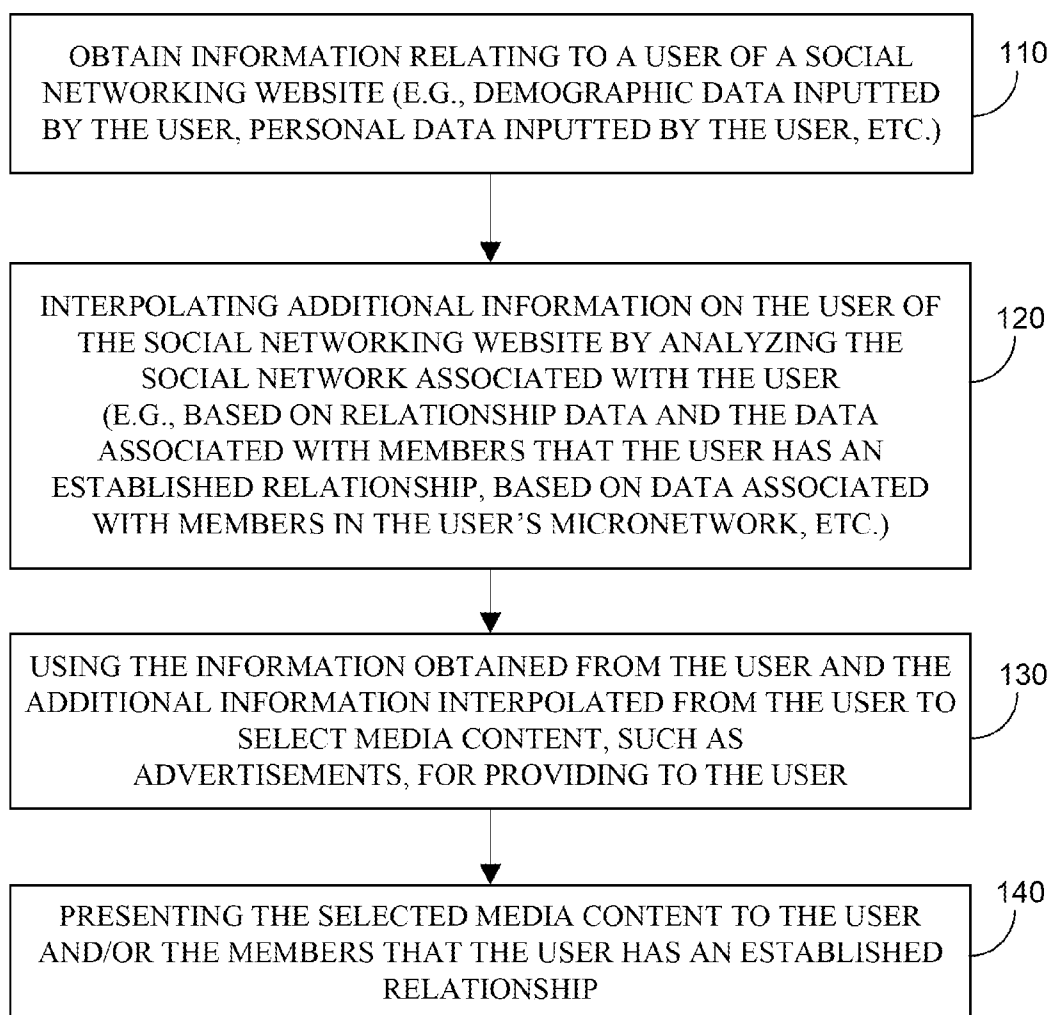 OBTAIN INFORMATION RELATING TO A USER OF A SOCIAL
NETWORKING WEBSITE (E.G., DEMOGRAPHIC DATA INPUTTED
BY THE USER, PERSONAL DATA INPUTTED BY THE USER, ETC.)
110
INTERPOLATING ADDITIONAL INFORMATION ON THE USER OF
THE SOCIAL NETWORKING WEBSITE BY ANALYZING THE
SOCIAL NETWORK ASSOCIATED WITH THE USER
(E.G., BASED ON RELATIONSHIP DATA AND THE DATA
ASSOCIATED WITH MEMBERS THAT THE USER HAS AN
ESTABLISHED RELATIONSHIP, BASED ON DATA ASSOCIATED
WITH MEMBERS IN THE USER'S MICRONETWORK, ETC.)
120
USING THE INFORMATION OBTAINED FROM THE USER AND THE
ADDITIONAL INFORMATION INTERPOLATED FROM THE USER TO
SELECT MEDIA CONTENT, SUCH AS
ADVERTISEMENTS, FOR PROVIDING TO THE USER
130
PRESENTING THE SELECTED MEDIA CONTENT TO THE USER
AND/OR THE MEMBERS THAT THE USER HAS AN ESTABLISHED
RELATIONSHIP
140